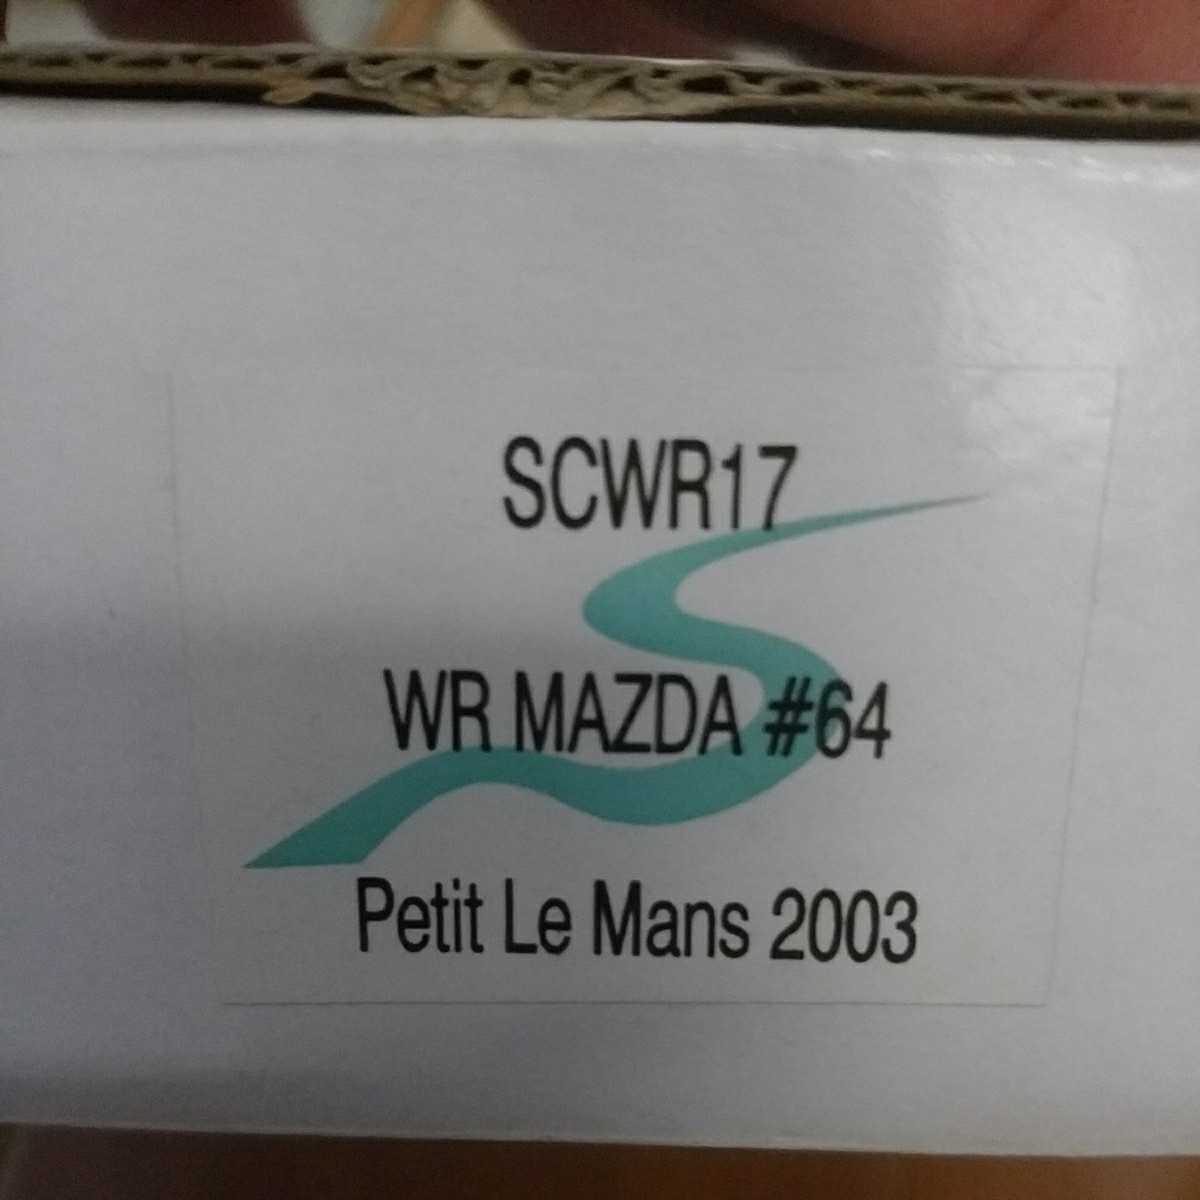 SCWR17
WR MAZDA #64
Petit Le Mans 2003